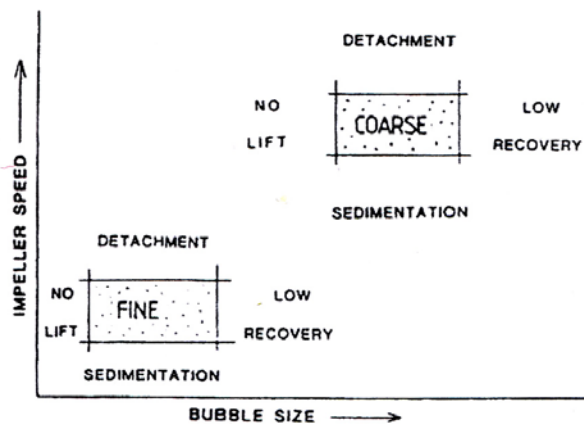 DETACHMENT
NO
LIFT
COARSE
LOW
RECOVERY
SEDIMENTATION
DETACHMENT
NO
LIFT
FINE
LOW
RECOVERY
SEDIMENTATION
IMPELLER SPEED
BUBBLE SIZE